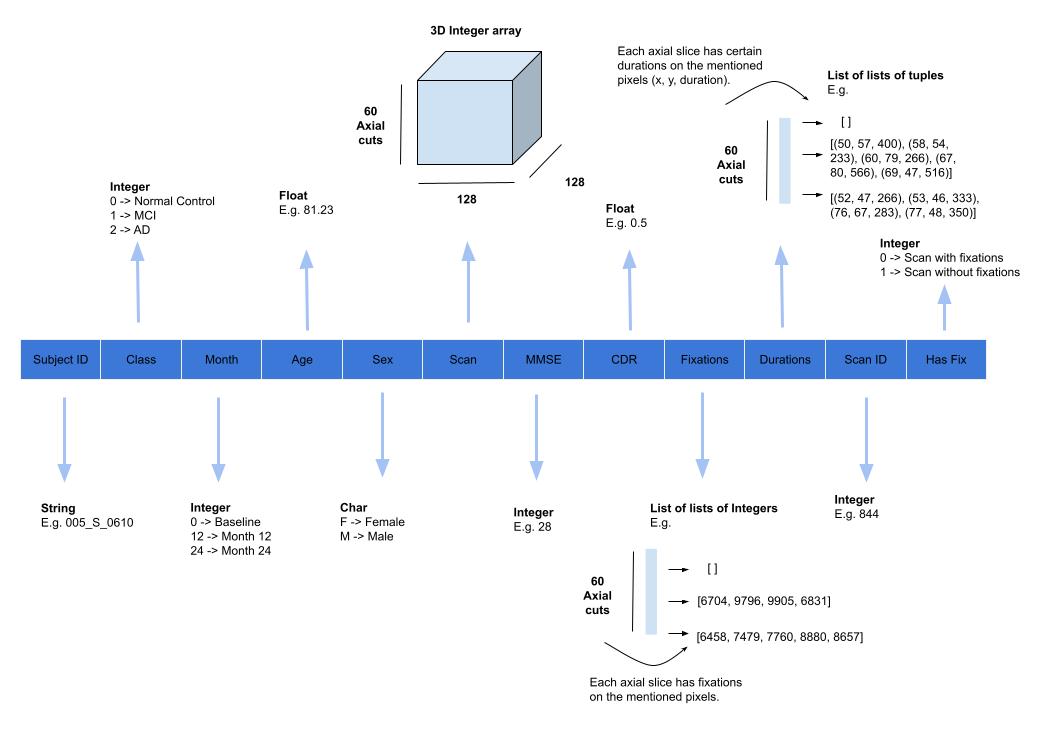 3D Integer array
60
Axial
cuts
128
128
Each axial slice has certain
durations on the mentioned
pixels (x, y, duration).
List of lists of tuples
E.g.
60
Axial
cuts
[ ]
[(50, 57, 400), (58, 54,
233), (60, 79, 266), (67,
80, 566), (69, 47, 516)]
[(52, 47, 266), (53, 46, 333),
(76, 67, 283), (77, 48, 350)]
Integer
0 -> Normal Control
1 -> MCI
2 -> AD
Float
E.g. 81.23
Float
E.g. 0.5
Integer
0 -> Scan with fixations
1 -> Scan without fixations
Subject ID Class Month Age Sex Scan MMSE CDR Fixations Durations Scan ID Has Fix
String
E.g. 005_S_0610
Integer
0 -> Baseline
12 -> Month 12
24 -> Month 24
Char
F -> Female
M -> Male
Integer
E.g. 28
List of lists of Integers
E.g.
60
Axial
cuts
[ ]
[6704, 9796, 9905, 6831]
[6458, 7479, 7760, 8880, 8657]
Each axial slice has fixations
on the mentioned pixels.
Integer
E.g. 844